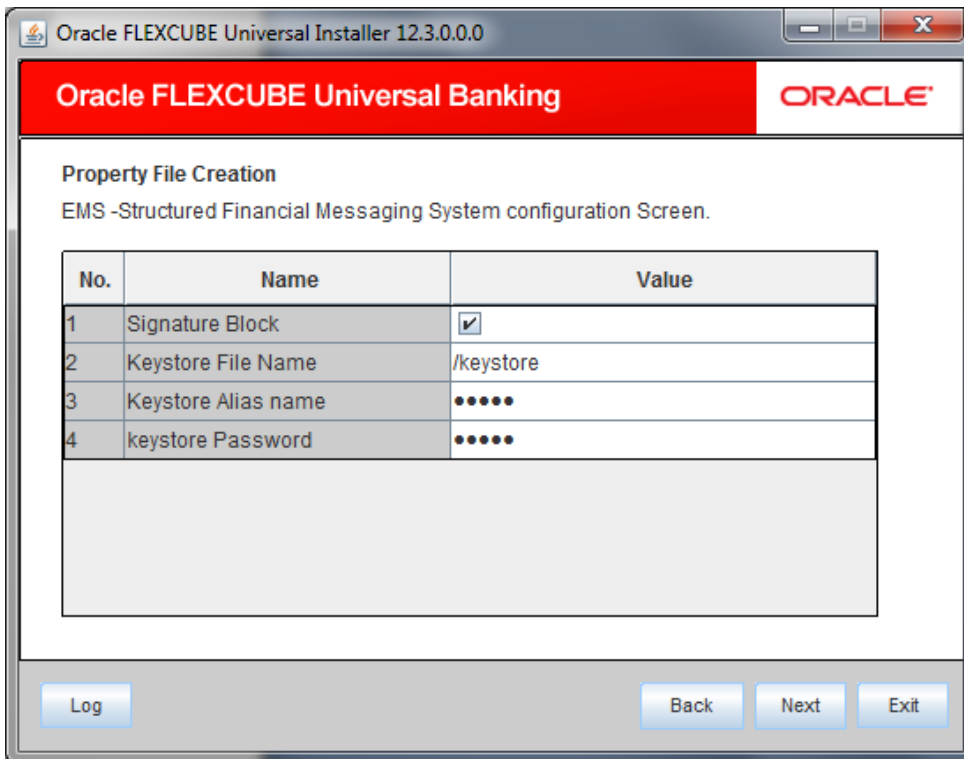 Oracle FLEXCUBE Universal Installer 12.3.0.0.0
Oracle FLEXCUBE Universal Banking
ORACLE
Property File Creation
EMS -Structured Financial Messaging System configuration Screen.
No. Name Value
1 Signature Block
2 Keystore File Name /keystore
3 Keystore Alias name •••••
4 keystore Password •••••
Log Back Next Exit